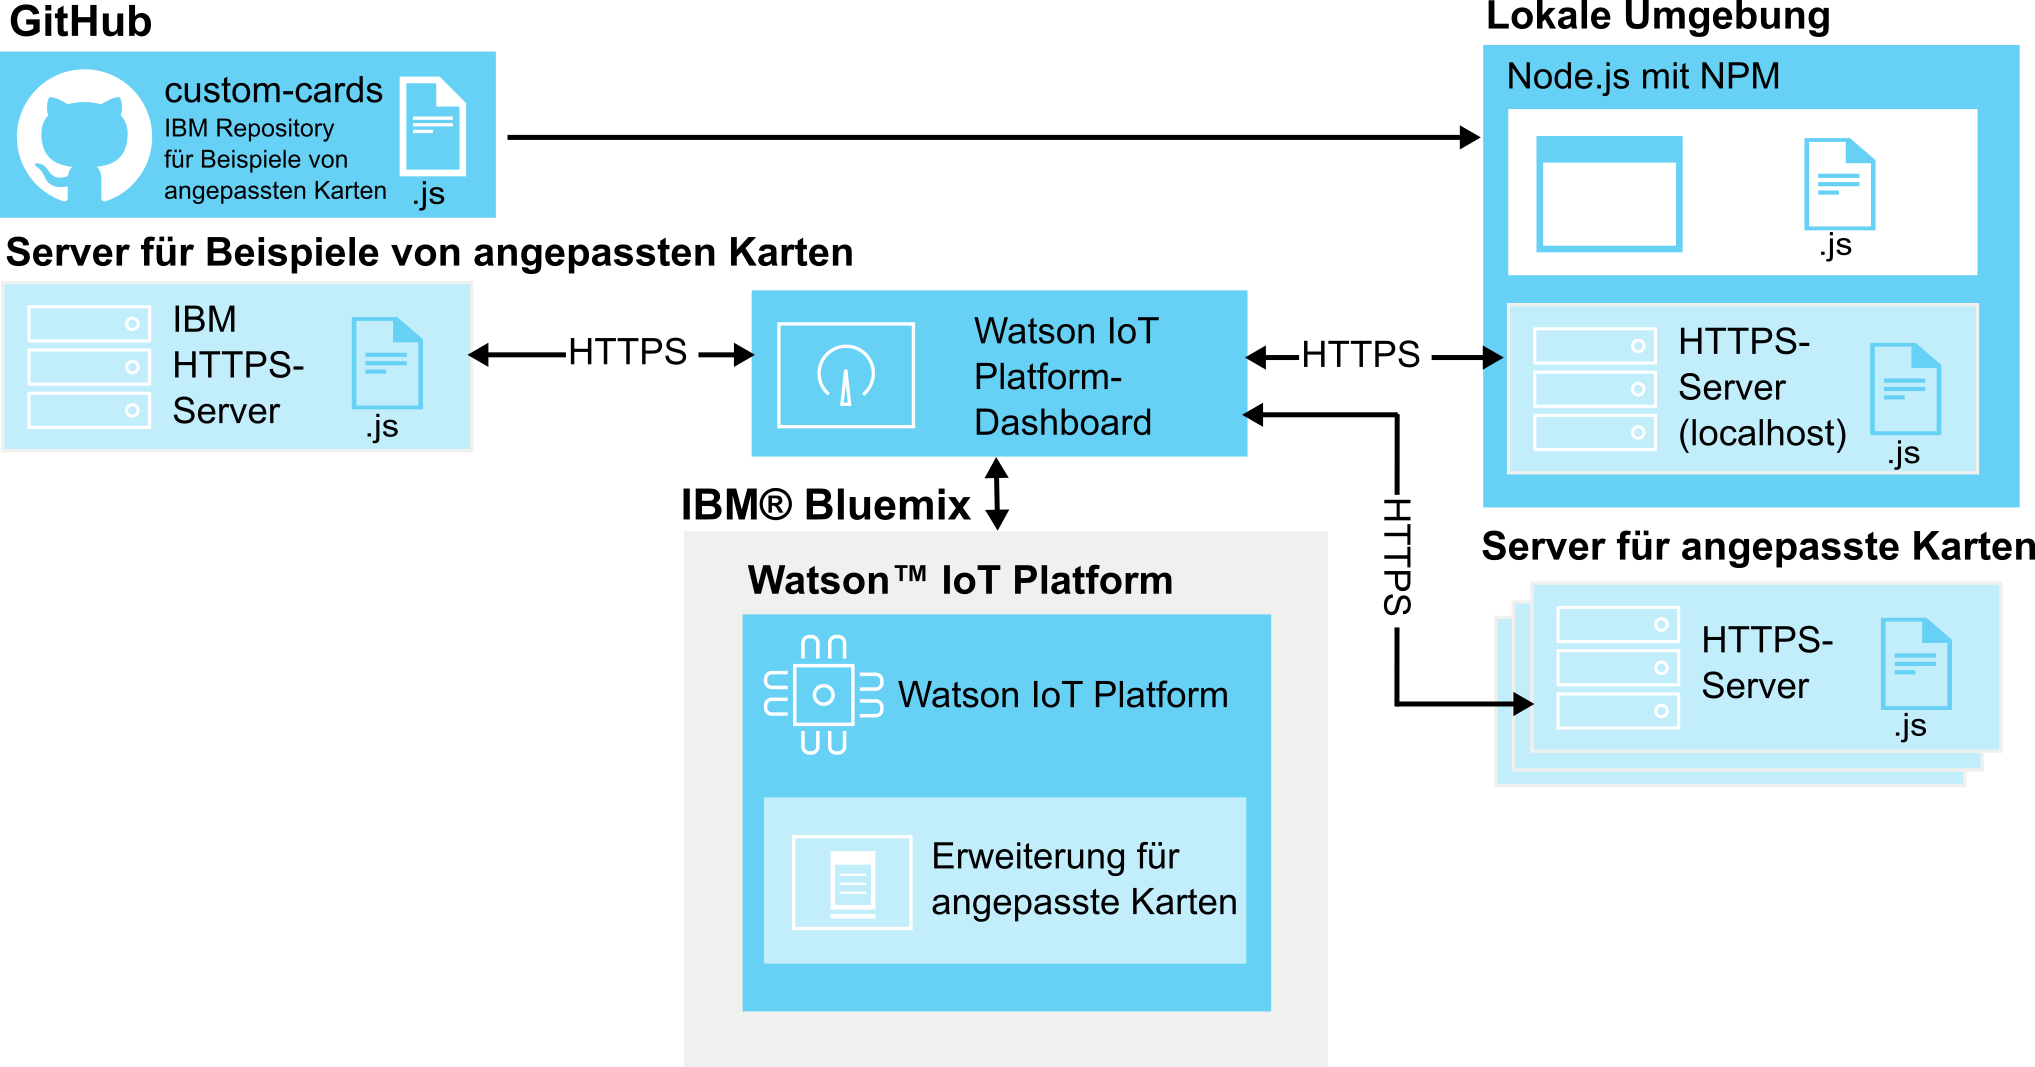 GitHub
custom-cards
IBM Repository
für Beispiele von
angepassten Karten
.js
Lokale Umgebung
Node.js mit NPM
.js
Server für Beispiele von angepassten Karten
IBM
HTTPS-
Server
.js
HTTPS
Watson IoT
Platform-
Dashboard
HTTPS
HTTPS-
Server
(localhost)
.js
HTTPS
IBM® Bluemix
Watson™ IoT Platform
Watson IoT Platform
Erweiterung für
angepasste Karten
Server für angepasste Karten
HTTPS-
Server
.js